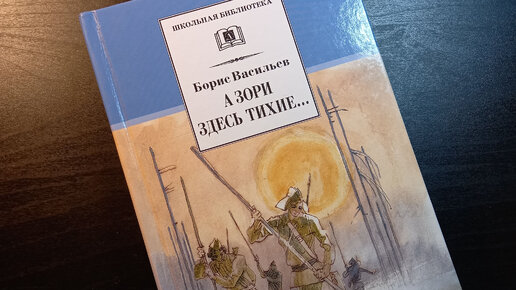 ШКОЛЬНАЯ БИБЛИОТЕКА
Борис Васильев
А ЗОРИ
ЗДЕСЬ ТИХИЕ...